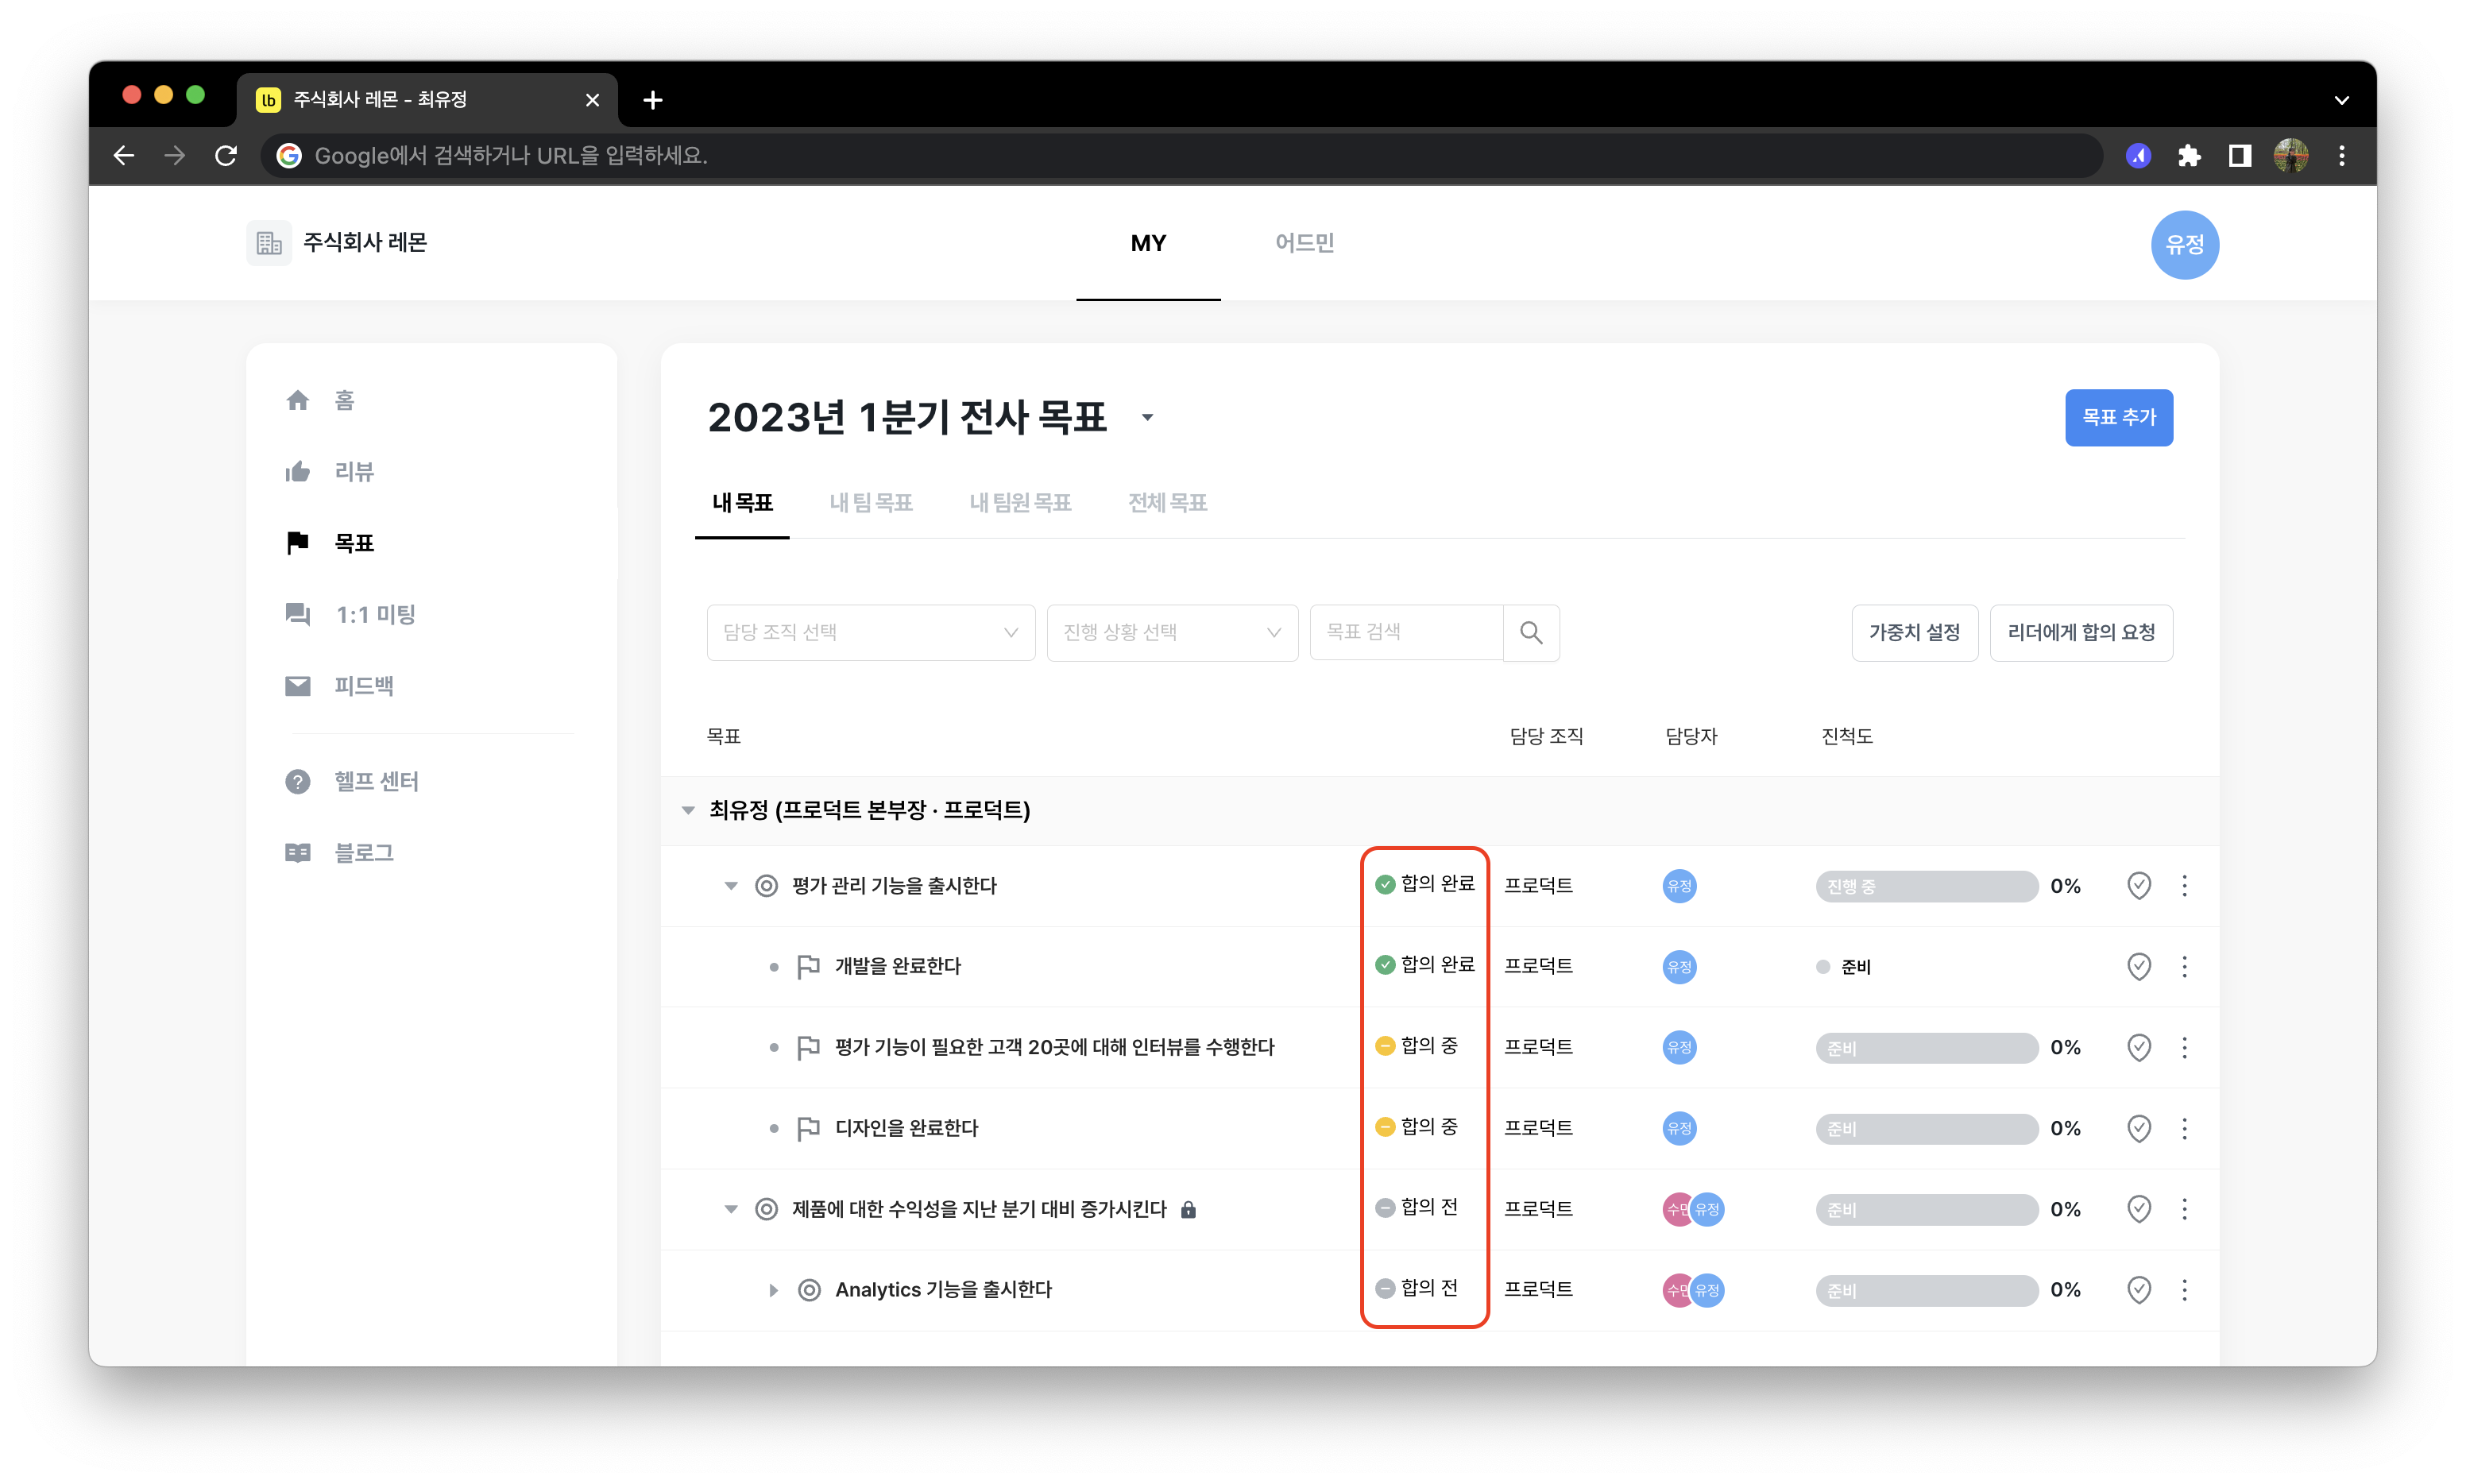 lb 주식회사 레몬 - 최유정
Google에서 검색하거나 URL을 입력하세요.
주식회사 레몬 MY 어드민 유정
홈
리뷰
목표
1:1 미팅
피드백
헬프 센터
블로그
2023년 1분기 전사 목표 목표 추가
내 목표 내 팀 목표 내 팀원 목표 전체 목표
담당 조직 선택 진행 상황 선택 목표 검색 가중치 설정 리더에게 합의 요청
목표 담당 조직 담당자 진척도
최유정 (프로덕트 본부장 · 프로덕트)
평가 관리 기능을 출시한다 합의 완료 프로덕트 유정 진행 중 0%
개발을 완료한다 합의 완료 프로덕트 유정 준비
평가 기능이 필요한 고객 20곳에 대해 인터뷰를 수행한다 합의 중 프로덕트 유정 준비 0%
디자인을 완료한다 합의 중 프로덕트 유정 준비 0%
제품에 대한 수익성을 지난 분기 대비 증가시킨다 합의 전 프로덕트 유정 준비 0%
Analytics 기능을 출시한다 합의 전 프로덕트 유정 준비 0%